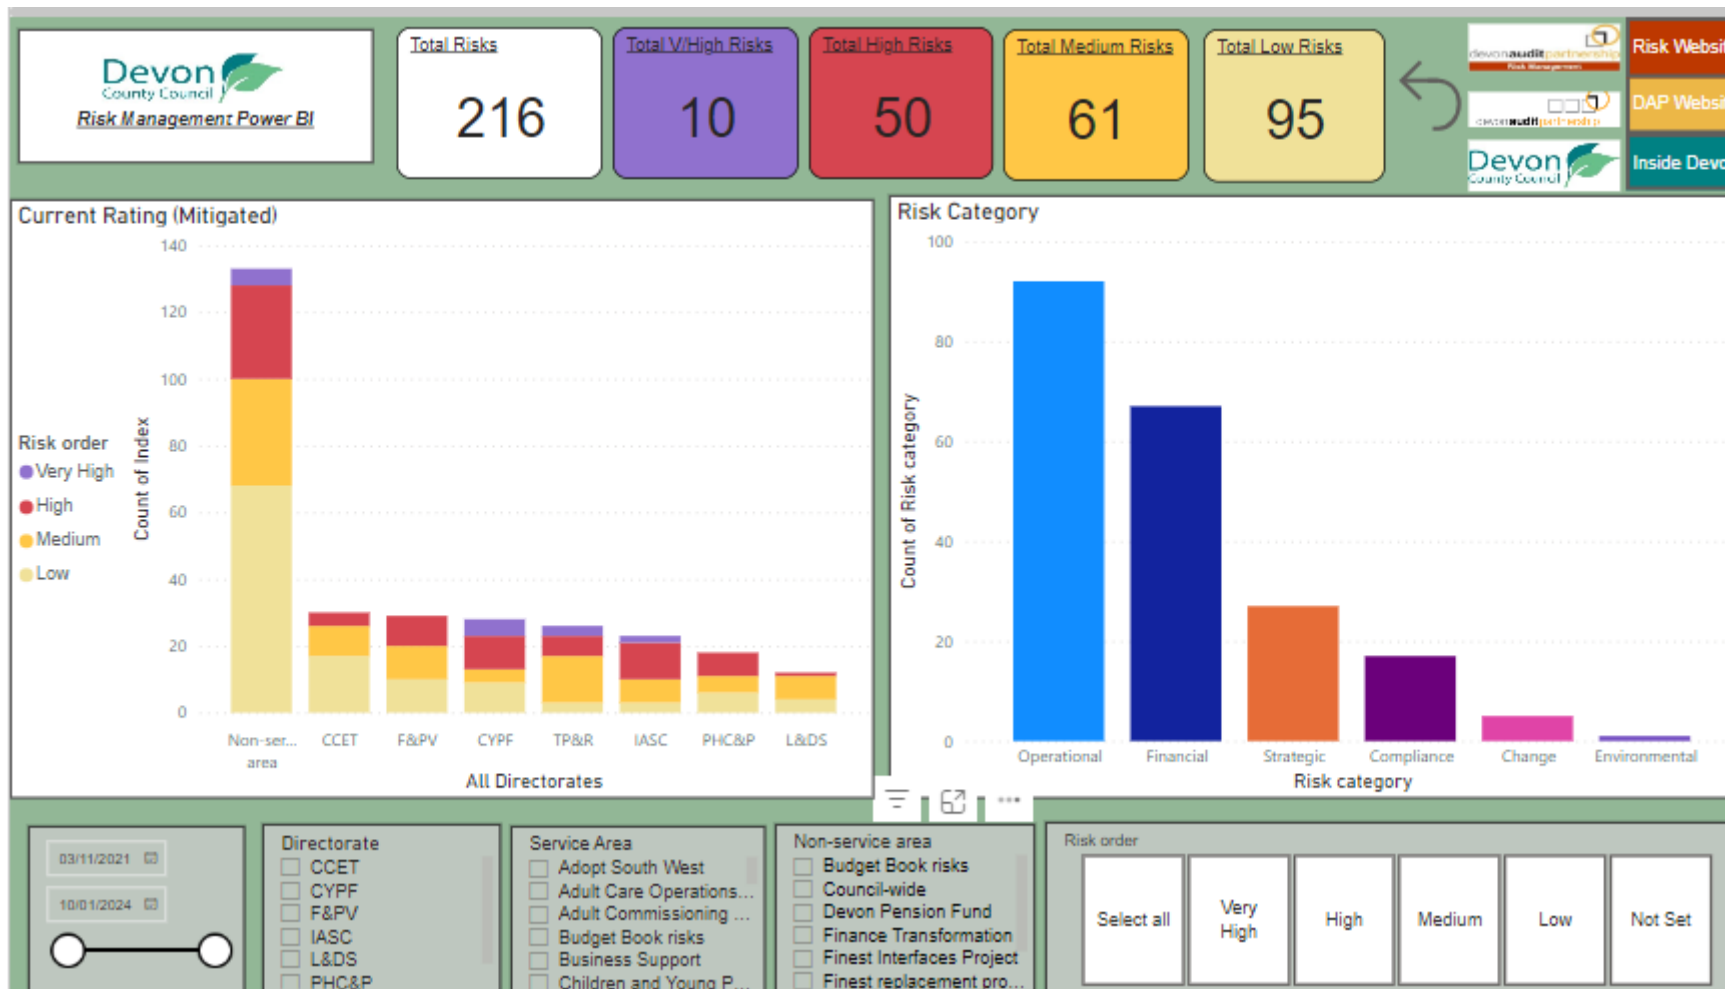 Devon
County Council
Risk Management Power BI
Total Risks
216
Total V/High Risks
10
Total High Risks
50
Total Medium Risks
61
Total Low Risks
95
devonauditpartnership
Risk Management
devonauditpartnership
Devon
County Council
Risk Websit
DAP Websit
Inside Devo
Current Rating (Mitigated)
Risk order
Very High
High
Medium
Low
Count of Index
140
120
100
80
60
40
20
0
Non-ser...
area
CCET
F&PV
CYPF
TP&R
IASC
PHC&P
L&DS
All Directorates
Risk Category
Count of Risk category
100
80
60
40
20
0
Operational
Financial
Strategic
Compliance
Change
Environmental
Risk category
03/11/2021
10/01/2024
Directorate
CCET
CYPF
F&PV
IASC
L&DS
PHC&P
Service Area
Adopt South West
Adult Care Operations...
Adult Commissioning ...
Budget Book risks
Business Support
Children and Young P...
Non-service area
Budget Book risks
Council-wide
Devon Pension Fund
Finance Transformation
Finest Interfaces Project
Finest replacement pro...
Risk order
Select all
Very
High
High
Medium
Low
Not Set